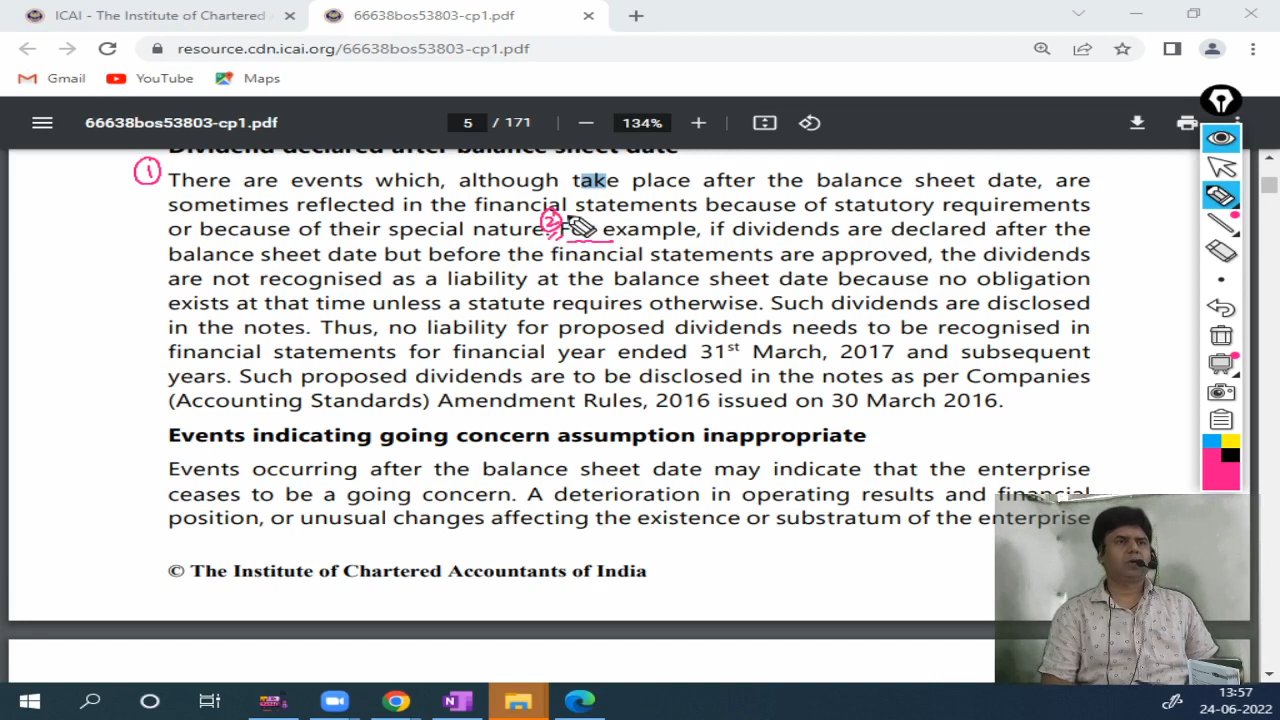 ICAI - The Institute of Chartered
66638bos53803-cp1.pdf
resource.cdn.icai.org/66638bos53803-cp1.pdf
Gmail YouTube Maps
66638bos53803-cp1.pdf 5 / 171 134%
Dividend declared after balance sheet date
1 There are events which, although take place after the balance sheet date, are
sometimes reflected in the financial statements because of statutory requirements
or because of their special nature. 2 For example, if dividends are declared after the
balance sheet date but before the financial statements are approved, the dividends
are not recognised as a liability at the balance sheet date because no obligation
exists at that time unless a statute requires otherwise. Such dividends are disclosed
in the notes. Thus, no liability for proposed dividends needs to be recognised in
financial statements for financial year ended 31st March, 2017 and subsequent
years. Such proposed dividends are to be disclosed in the notes as per Companies
(Accounting Standards) Amendment Rules, 2016 issued on 30 March 2016.
Events indicating going concern assumption inappropriate
Events occurring after the balance sheet date may indicate that the enterprise
ceases to be a going concern. A deterioration in operating results and financial
position, or unusual changes affecting the existence or substratum of the enterprise
© The Institute of Chartered Accountants of India
13:57
24-06-2022